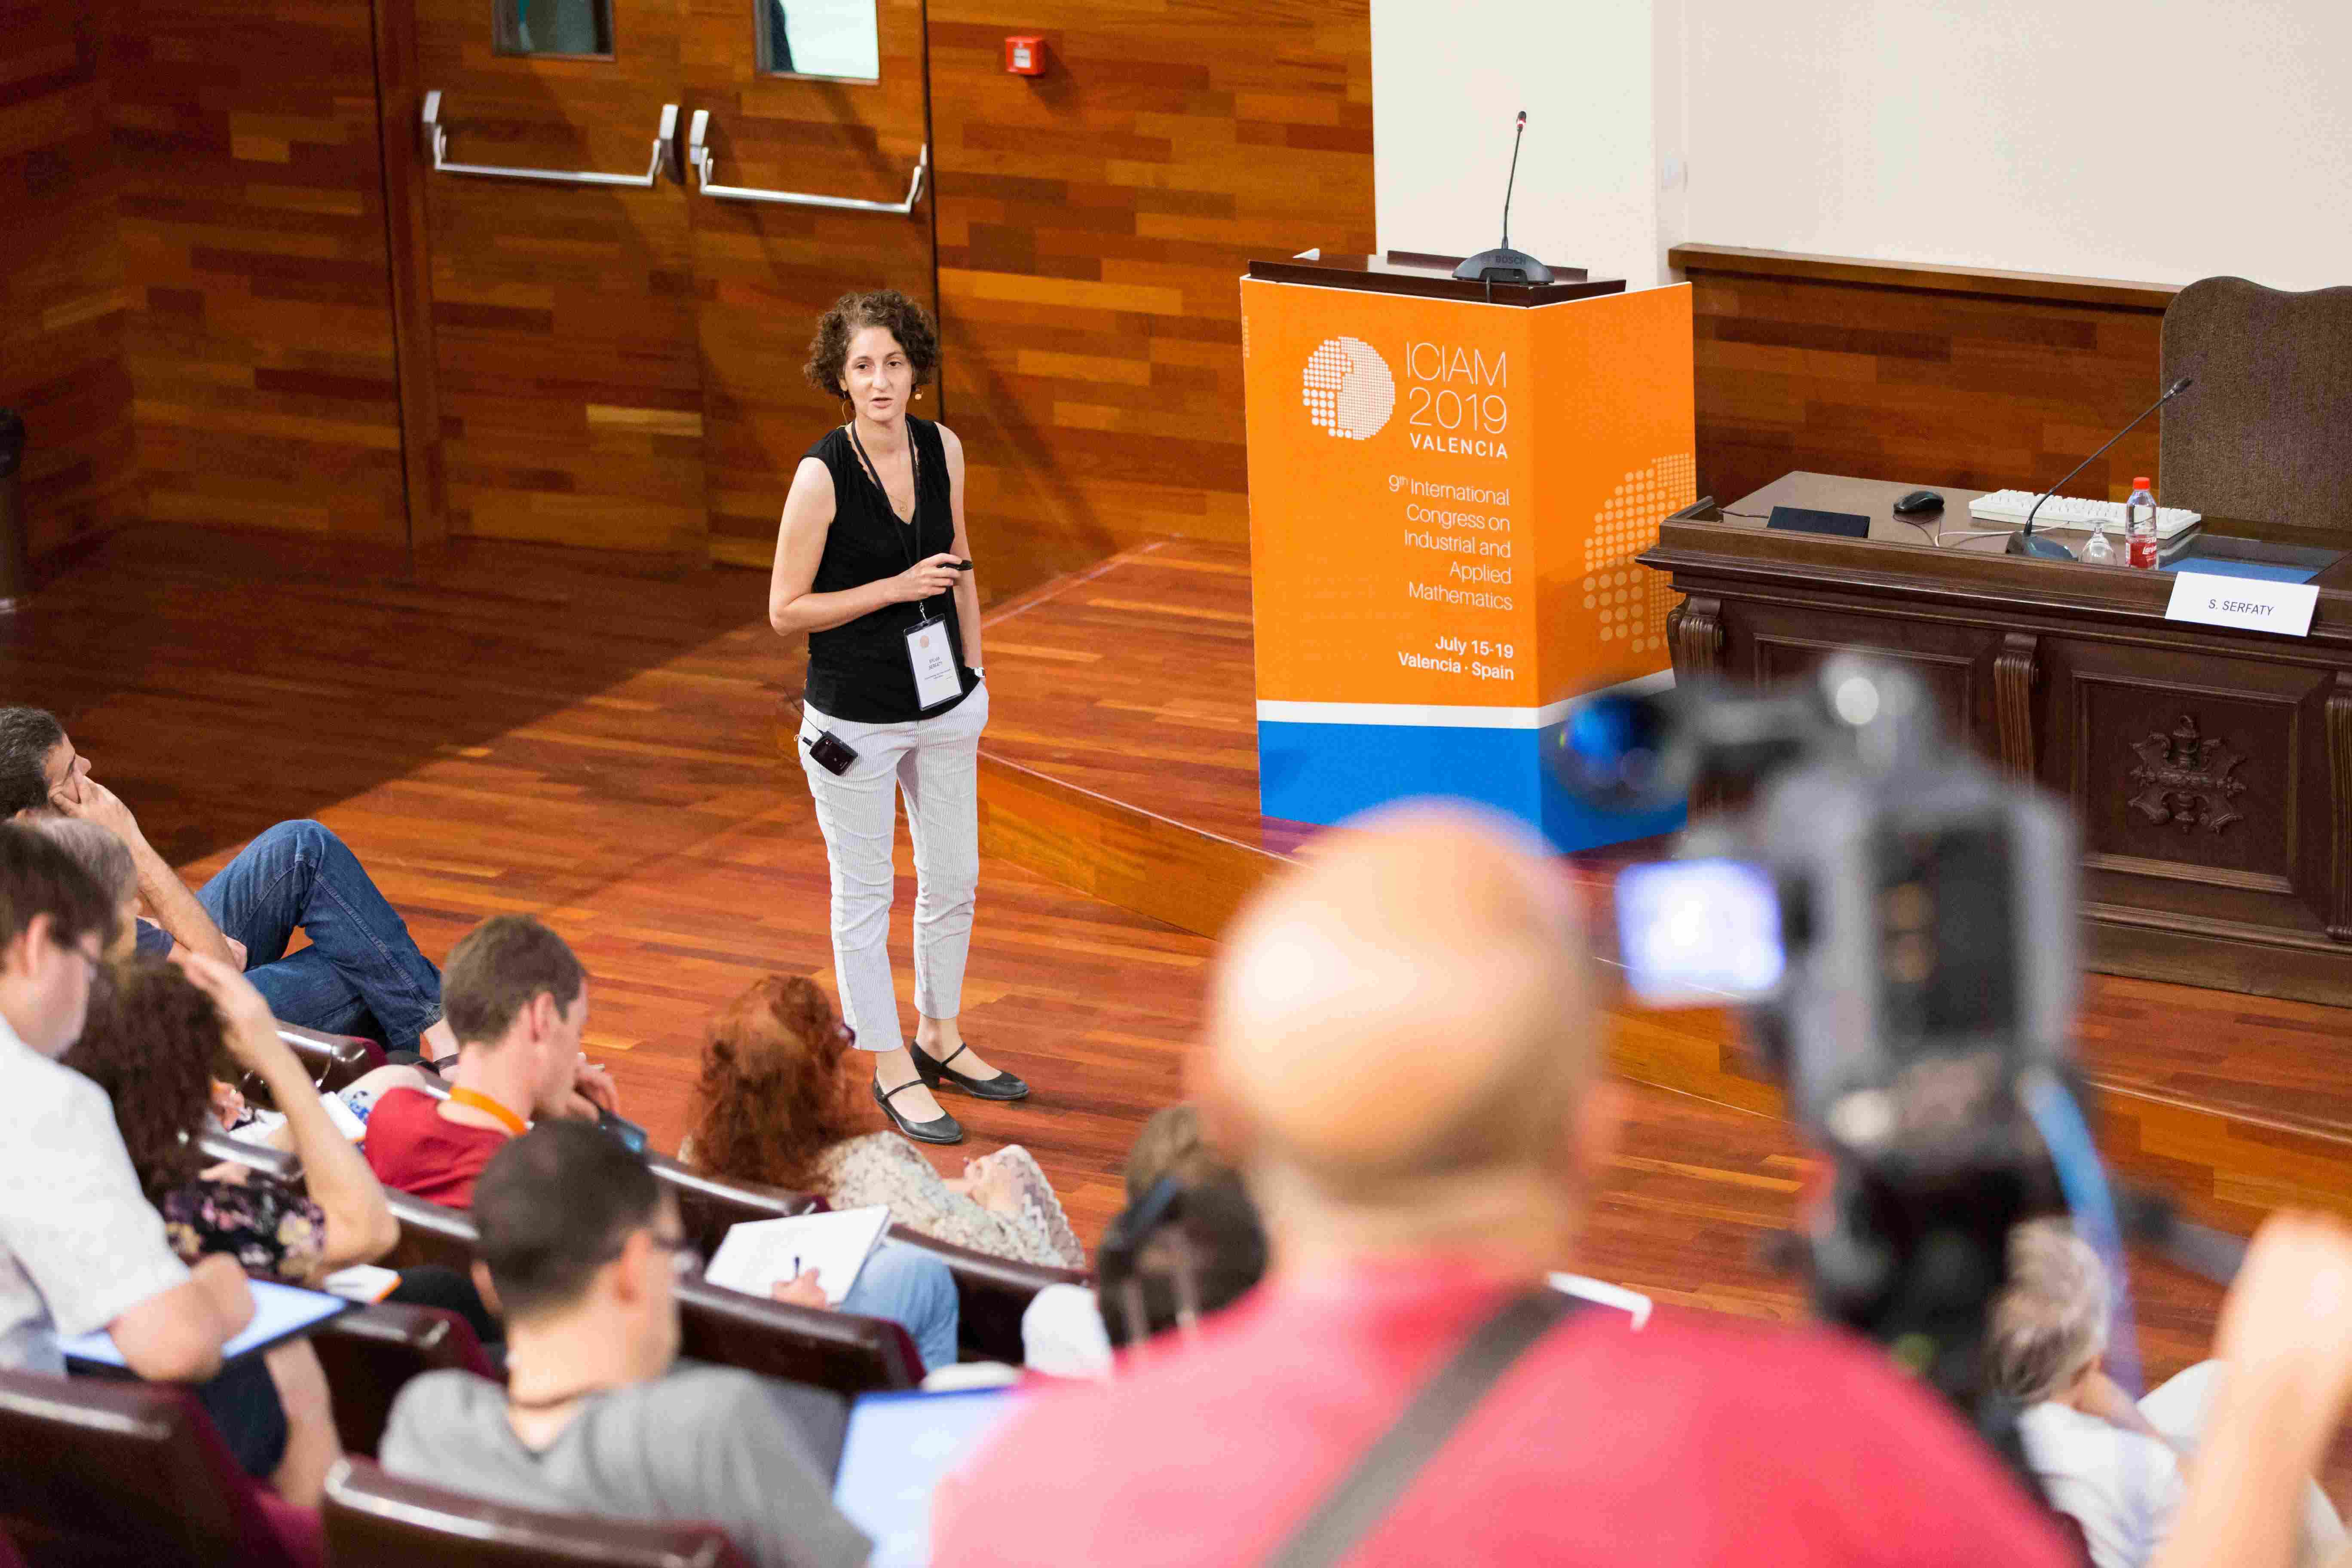 BOSCH
ICIAM
2019
VALENCIA
9th International
Congress on
Industrial and
Applied
Mathematics
July 15-19
Valencia · Spain
S. SERFATY